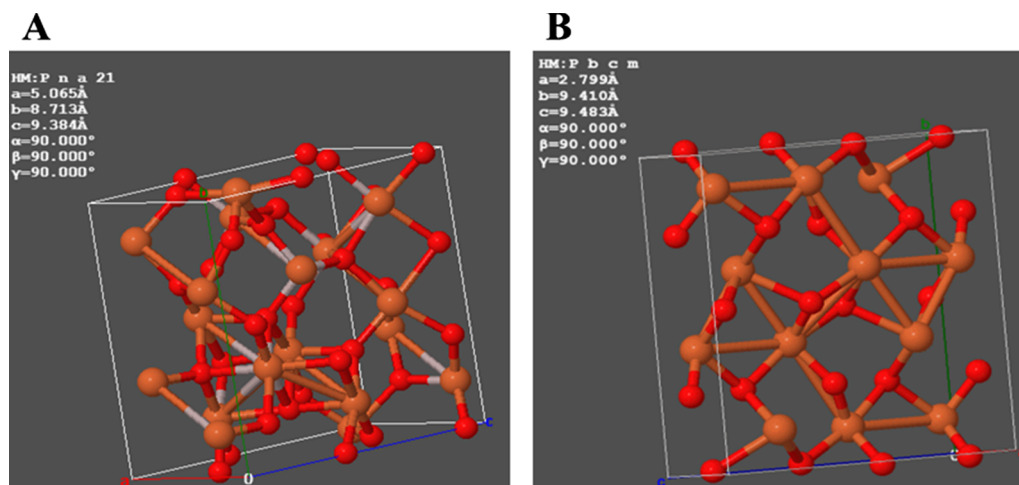 A
HM:P n a 21
a=5.065Å
b=8.713Å
c=9.384Å
α=90.000°
β=90.000°
γ=90.000°
a
0
c
B
HM:P b c m
a=2.799Å
b=9.410Å
c=9.483Å
α=90.000°
β=90.000°
γ=90.000°
b
c
0